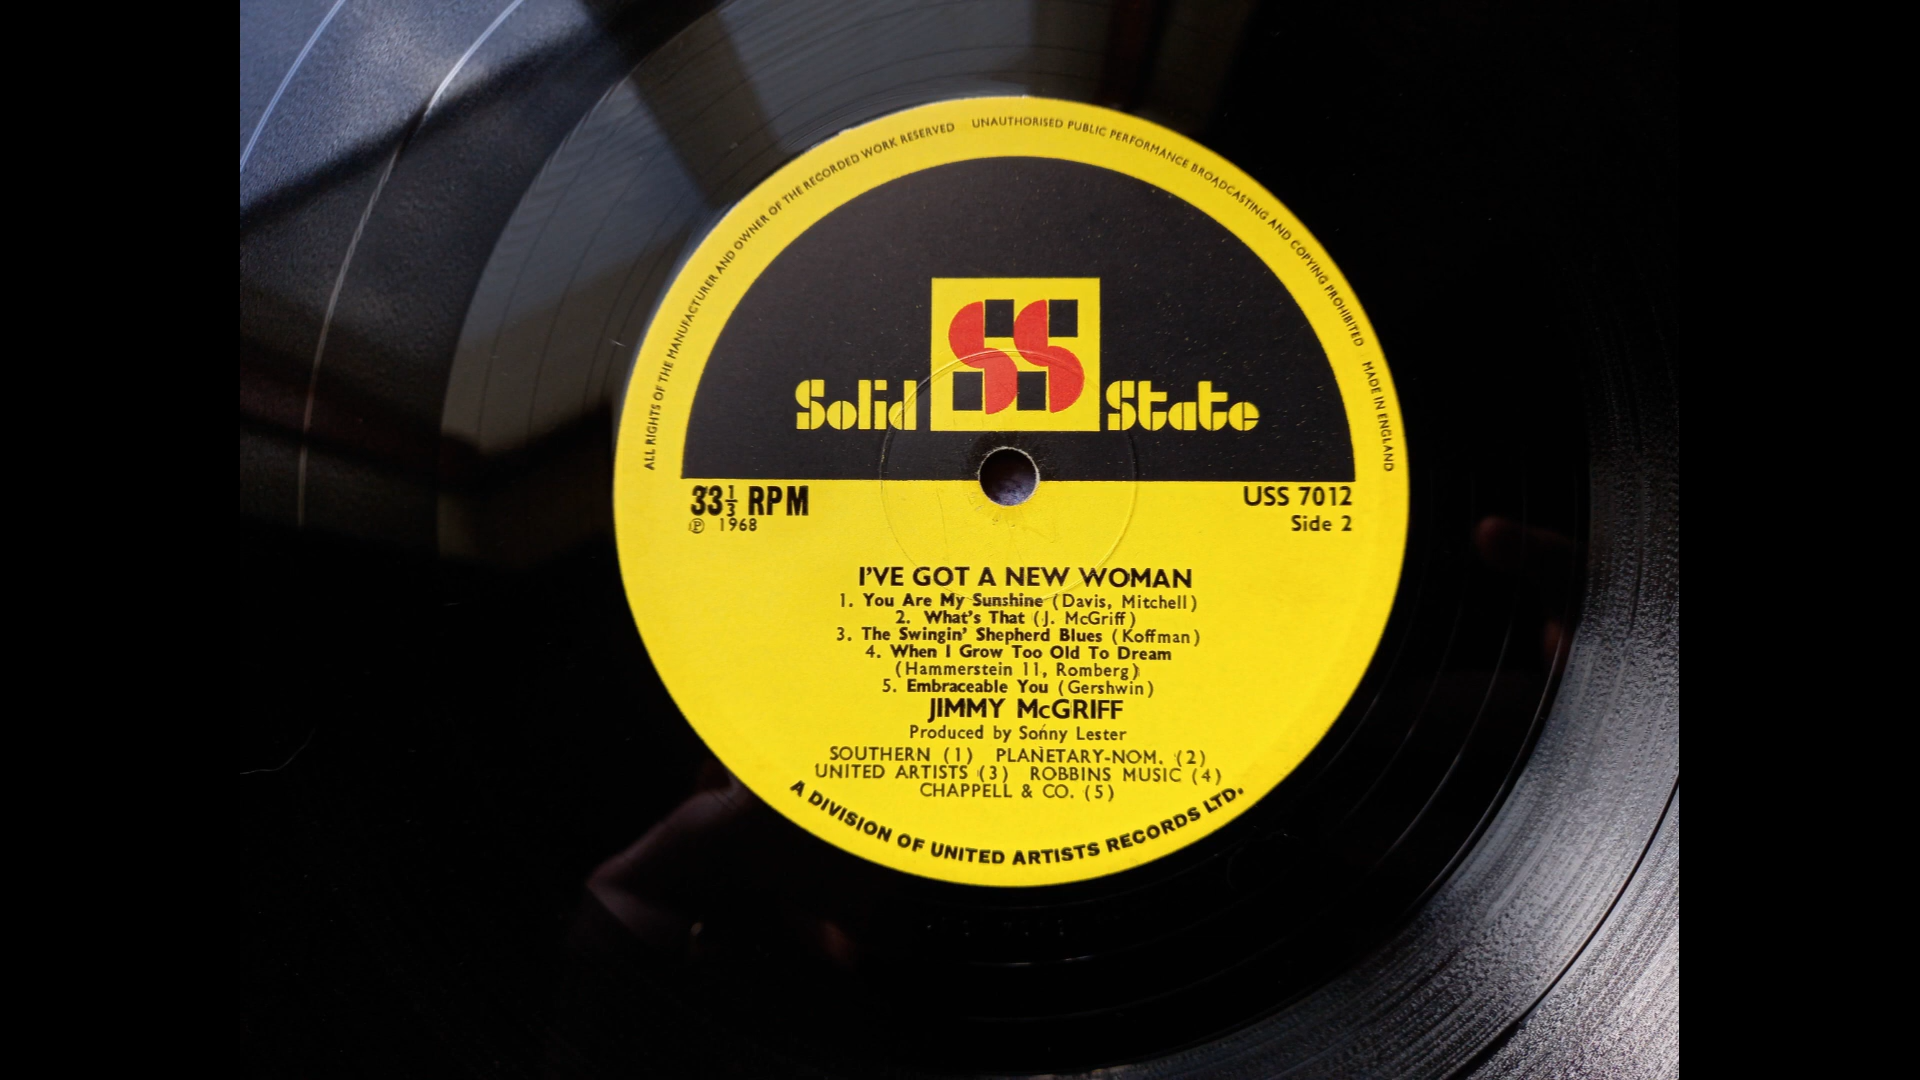 ALL RIGHTS OF THE MANUFACTURER AND OWNER OF THE RECORDED WORK RESERVED UNAUTHORISED PUBLIC PERFORMANCE BROADCASTING AND COPYING PROHIBITED MADE IN ENGLAND
SS
Solid State
33⅓ RPM
℗ 1968
USS 7012
Side 2
I'VE GOT A NEW WOMAN
1. You Are My Sunshine (Davis, Mitchell)
2. What's That (J. McGriff)
3. The Swingin' Shepherd Blues (Koffman)
4. When I Grow Too Old To Dream
(Hammerstein 11, Romberg)
5. Embraceable You (Gershwin)
JIMMY McGRIFF
Produced by Sonny Lester
SOUTHERN (1) PLANETARY-NOM. (2)
UNITED ARTISTS (3) ROBBINS MUSIC (4)
CHAPPELL & CO. (5)
A DIVISION OF UNITED ARTISTS RECORDS LTD.